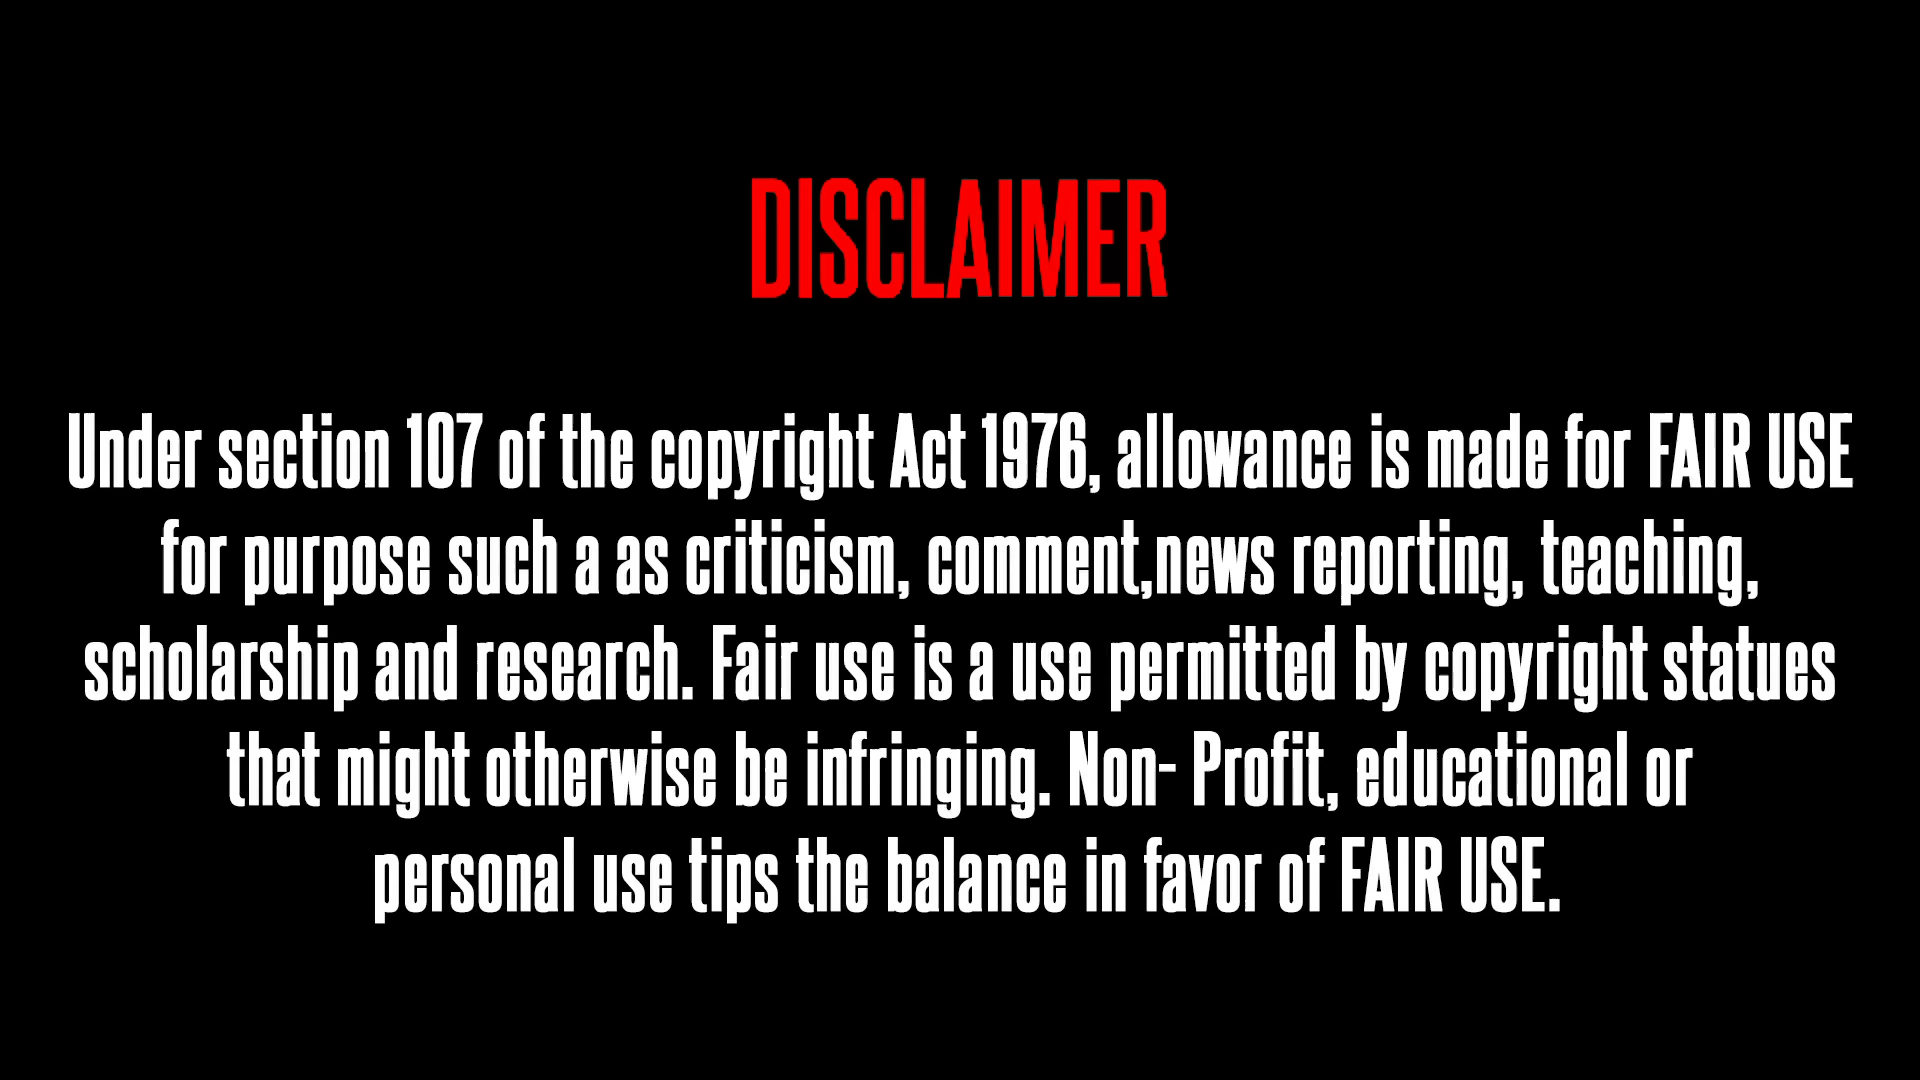 DISCLAIMER
Under section 107 of the copyright Act 1976, allowance is made for FAIR USE
for purpose such a as criticism, comment,news reporting, teaching,
scholarship and research. Fair use is a use permitted by copyright statues
that might otherwise be infringing. Non- Profit, educational or
personal use tips the balance in favor of FAIR USE.